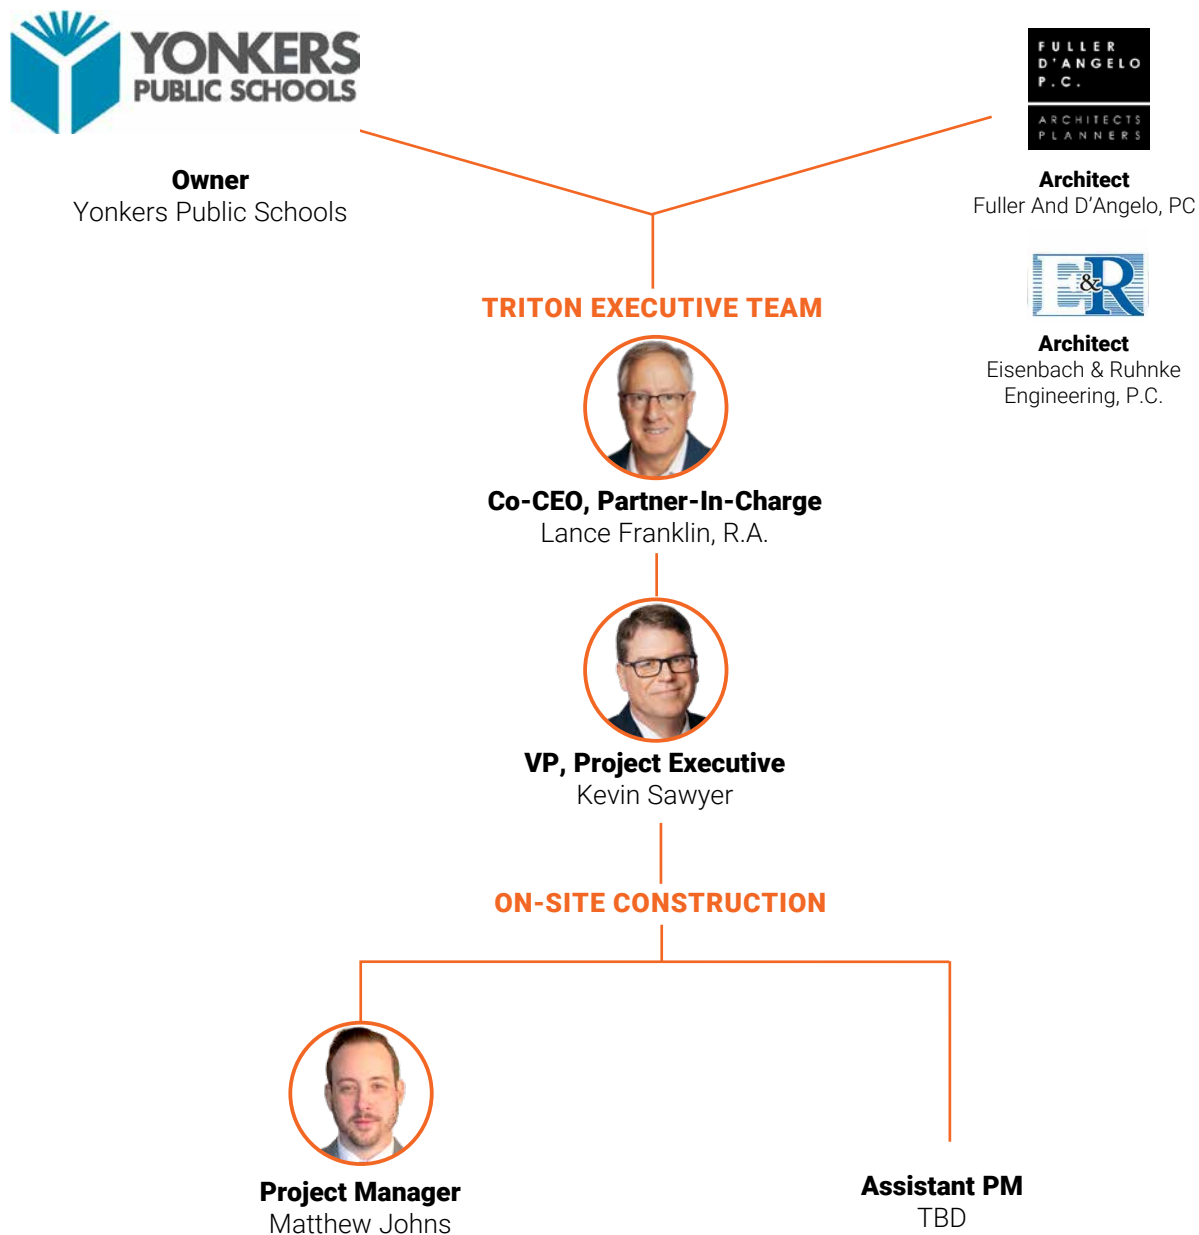 YONKERS
PUBLIC SCHOOLS
Owner
Yonkers Public Schools
FULLER
D'ANGELO
P.C.
ARCHITECTS
PLANNERS
Architect
Fuller And D'Angelo, PC
E&R
Architect
Eisenbach & Ruhnke
Engineering, P.C.
TRITON EXECUTIVE TEAM
Co-CEO, Partner-In-Charge
Lance Franklin, R.A.
VP, Project Executive
Kevin Sawyer
ON-SITE CONSTRUCTION
Project Manager
Matthew Johns
Assistant PM
TBD